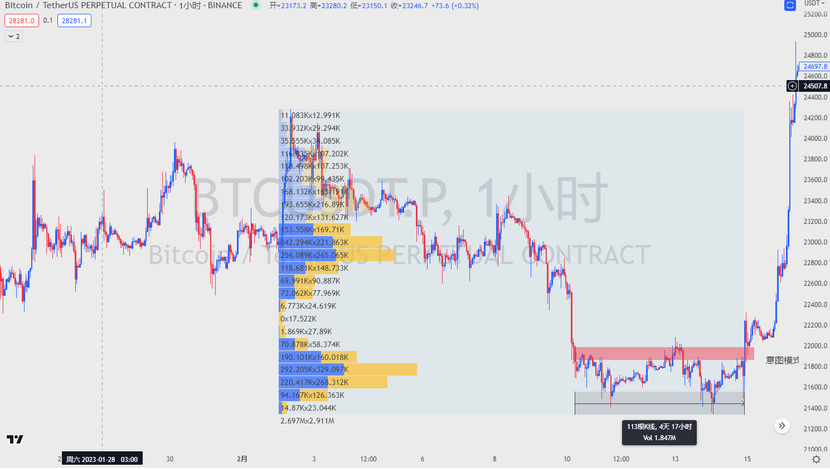 Bitcoin / TetherUS PERPETUAL CONTRACT · 1小时 · BINANCE 开=23173.2 高=23280.2 低=23150.1 收=23246.7 +73.6 (+0.32%)
USDT
28281.0 0.1 28281.1
2
25200.0
25000.0
24800.0
24697.8
24600.0
24507.8
24400.0
24200.0
24000.0
23800.0
23600.0
23400.0
23200.0
23000.0
22800.0
22600.0
22400.0
22200.0
22000.0
21800.0
21600.0
21400.0
21200.0
21000.0
BTCUSDT.P, 1小时
Bitcoin / TetherUS PERPETUAL CONTRACT
11.083Kx12.991K
33.932Kx29.294K
35.555Kx36.085K
116.835Kx107.202K
110.498Kx107.253K
102.203Kx99.435K
168.132Kx163.191K
193.655Kx216.89K
120.173Kx131.627K
153.558Kx169.71K
242.294Kx221.863K
256.089Kx265.065K
118.681Kx148.733K
69.991Kx90.887K
73.062Kx77.969K
6.773Kx24.619K
0x17.522K
1.869Kx27.89K
70.878Kx58.374K
190.101Kx160.018K
292.205Kx329.097K
220.417Kx268.312K
94.167Kx126.363K
14.87Kx23.044K
2.697Mx2.911M
意图模式
113根K线, 4天 17小时
Vol 1.847M
周六 2023-01-28 03:00
30 2月 3 12:00 6 8 10 12:00 13 15